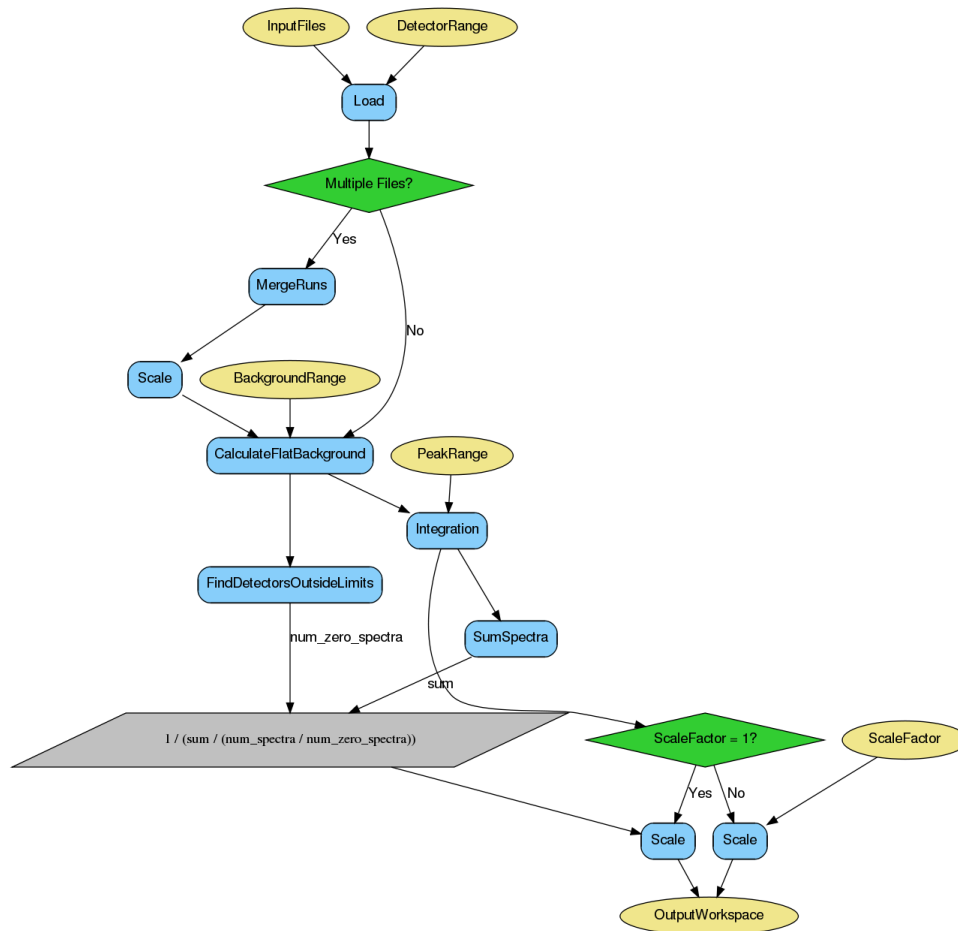 InputFiles
DetectorRange
Load
Multiple Files?
Yes
MergeRuns
No
Scale
BackgroundRange
CalculateFlatBackground
PeakRange
Integration
FindDetectorsOutsideLimits
num_zero_spectra
SumSpectra
sum
1 / (sum / (num_spectra / num_zero_spectra))
ScaleFactor = 1?
ScaleFactor
Yes
No
Scale
Scale
OutputWorkspace